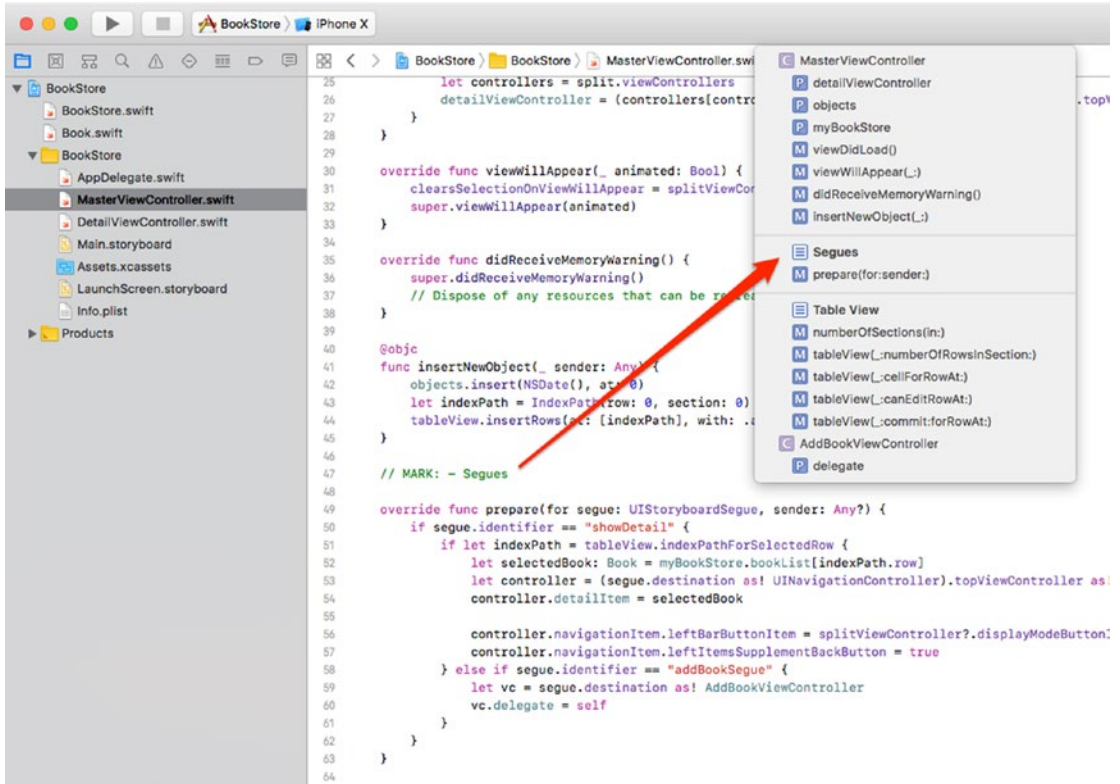 BookStore
iPhone X
BookStore
BookStore.swift
Book.swift
BookStore
AppDelegate.swift
MasterViewController.swift
DetailViewController.swift
Main.storyboard
Assets.xcassets
LaunchScreen.storyboard
Info.plist
Products
BookStore BookStore MasterViewController.swi
25 let controllers = split.viewControllers
26 detailViewController = (controllers[contro .topV
27 }
28 }
29
30 override func viewWillAppear(_ animated: Bool) {
31 clearsSelectionOnViewWillAppear = splitViewCon
32 super.viewWillAppear(animated)
33 }
34
35 override func didReceiveMemoryWarning() {
36 super.didReceiveMemoryWarning()
37 // Dispose of any resources that can be
38 }
39
40 @objc
41 func insertNewObject(_ sender: Any) {
42 objects.insert(NSDate(), at: 0)
43 let indexPath = IndexPath(row: 0, section: 0)
44 tableView.insertRows(at: [indexPath], with: .a
45 }
46
47 // MARK: - Segues
48
49 override func prepare(for segue: UIStoryboardSegue, sender: Any?) {
50 if segue.identifier == "showDetail" {
51 if let indexPath = tableView.indexPathForSelectedRow {
52 let selectedBook: Book = myBookStore.bookList[indexPath.row]
53 let controller = (segue.destination as! UINavigationController).topViewController as!
54 controller.detailItem = selectedBook
55
56 controller.navigationItem.leftBarButtonItem = splitViewController?.displayModeButtonI
57 controller.navigationItem.leftItemsSupplementBackButton = true
58 } else if segue.identifier == "addBookSegue" {
59 let vc = segue.destination as! AddBookViewController
60 vc.delegate = self
61 }
62 }
63 }
64
C MasterViewController
P detailViewController
P objects
P myBookStore
M viewDidLoad()
M viewWillAppear(_:)
M didReceiveMemoryWarning()
M insertNewObject(_:)
Segues
M prepare(for:sender:)
Table View
M numberOfSections(in:)
M tableView(_:numberOfRowsInSection:)
M tableView(_:cellForRowAt:)
M tableView(_:canEditRowAt:)
M tableView(_:commit:forRowAt:)
C AddBookViewController
P delegate